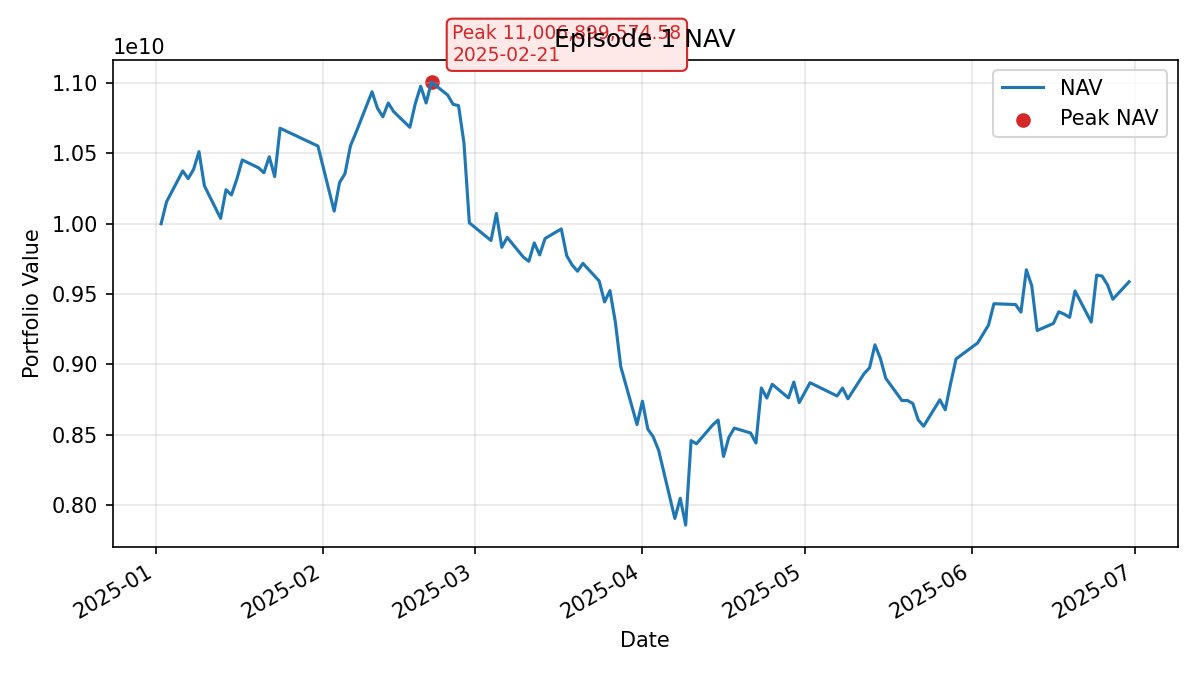 Episode 1 NAV
Peak 11,006,899,574.58
2025-02-21
1e10
NAV
Peak NAV
Portfolio Value
1.10
1.05
1.00
0.95
0.90
0.85
0.80
2025-01
2025-02
2025-03
2025-04
2025-05
2025-06
2025-07
Date